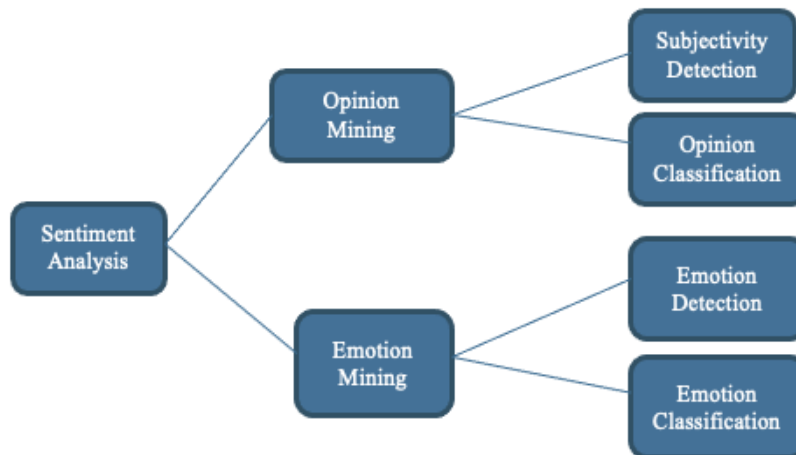 Sentiment
Analysis
Opinion
Mining
Subjectivity
Detection
Opinion
Classification
Emotion
Mining
Emotion
Detection
Emotion
Classification